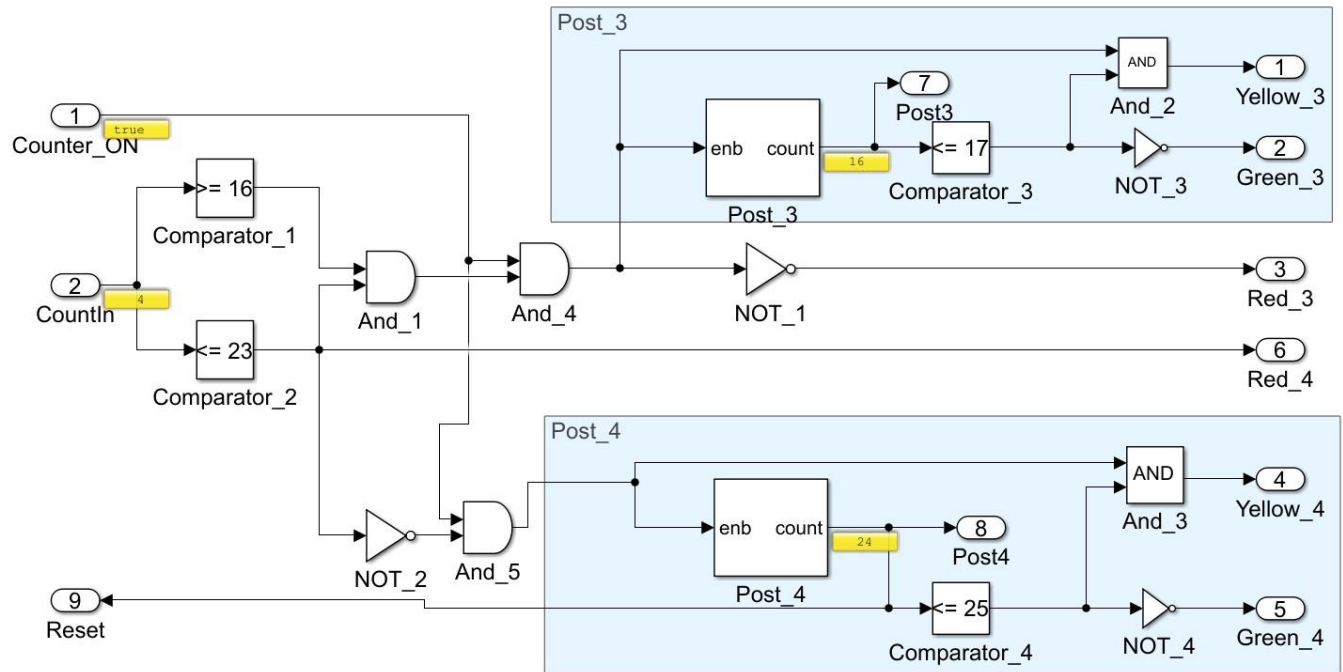 Post_3
1
Counter_ON
true
>= 16
Comparator_1
2
CountIn
4
<= 23
Comparator_2
And_1
And_4
enb
count
Post_3
16
7
Post3
<= 17
Comparator_3
AND
And_2
NOT_3
1
Yellow_3
2
Green_3
NOT_1
3
Red_3
6
Red_4
Post_4
NOT_2
And_5
enb
count
Post_4
24
8
Post4
<= 25
Comparator_4
AND
And_3
NOT_4
4
Yellow_4
5
Green_4
9
Reset